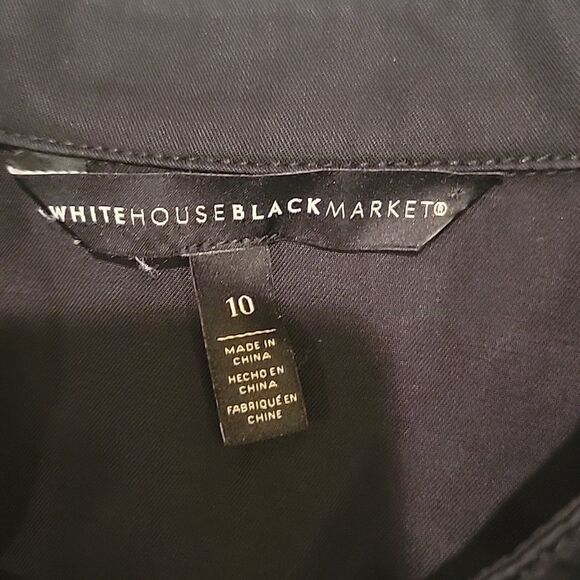 WHITEHOUSEBLACKMARKET®
10
MADE IN
CHINA
HECHO EN
CHINA
FABRIQUÉ EN
CHINE